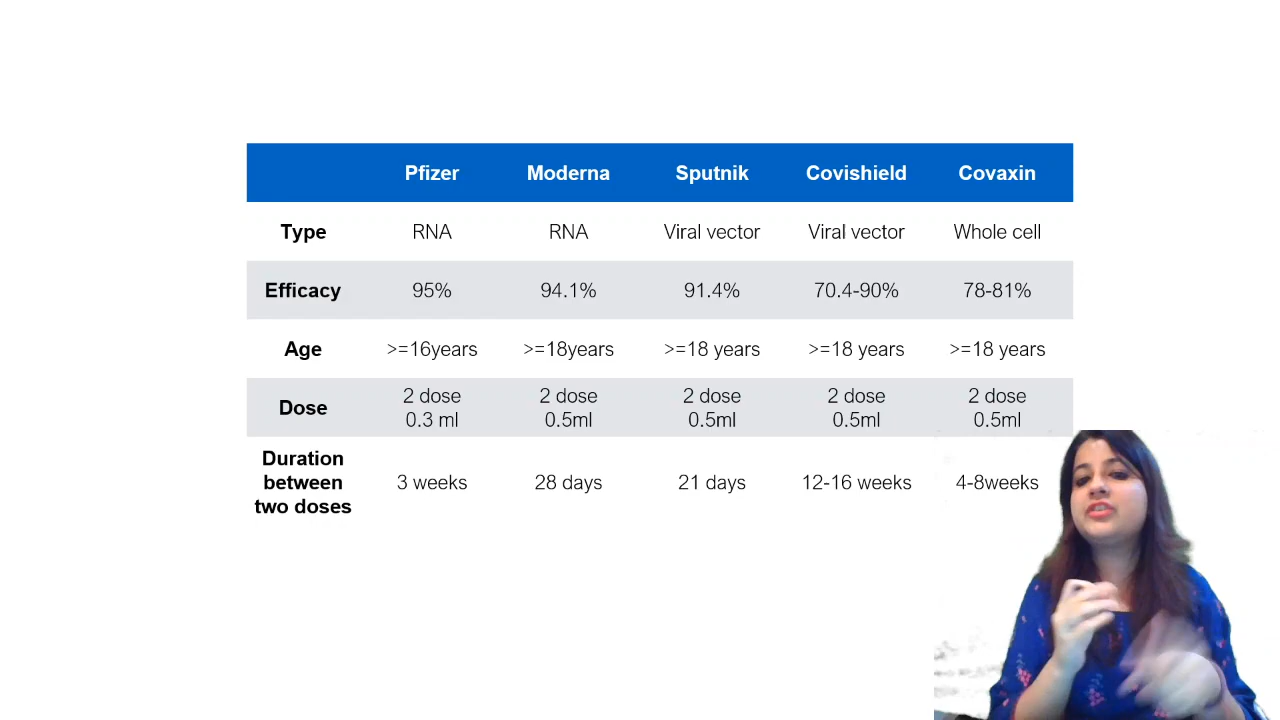 Pfizer Moderna Sputnik Covishield Covaxin
Type RNA RNA Viral vector Viral vector Whole cell
Efficacy 95% 94.1% 91.4% 70.4-90% 78-81%
Age >=16years >=18years >=18 years >=18 years >=18 years
Dose 2 dose 2 dose 2 dose 2 dose 2 dose
0.3 ml 0.5ml 0.5ml 0.5ml 0.5ml
Duration
between 3 weeks 28 days 21 days 12-16 weeks 4-8weeks
two doses